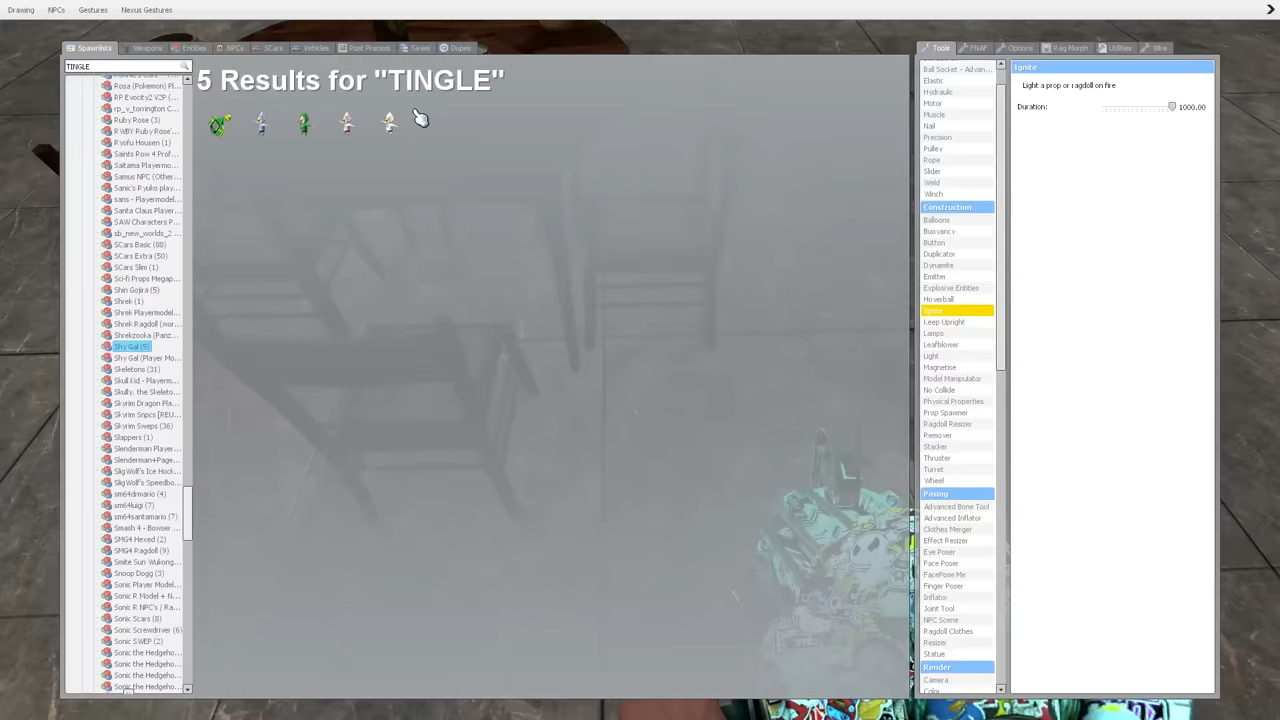 Drawing NPCs Gestures Nexus Gestures
Spawnlists Weapons Entities NPCs SCars Vehicles Post Process Saves Dupes
TINGLE
Rosa (Pokemon) Pl...
RP Evocity2 V2P (...
rp_v_torrington C...
Ruby Rose (3)
RWBY Ruby Rose'...
Ryofu Housen (1)
Saints Row 4 Prof...
Saitama Playermo...
Samus NPC (Other...
Sanic's Ryuko play...
sans - Playermodel...
Santa Claus Player...
SAW Characters P...
sb_new_worlds_2 ...
SCars Basic (88)
SCars Extra (50)
SCars Slim (1)
Sci-fi Props Megap...
Shin Gojira (5)
Shrek (1)
Shrek Playermodel...
Shrek Ragdoll (wor...
Shrekzooka (Panz...
Shy Gal (5)
Shy Gal (Player Mo...
Skeletons (31)
Skull Kid - Playerm...
Skully, the Skeleto...
Skyrim Dragon Pla...
Skyrim Snpcs [REU...
Skyrim Sweps (36)
Slappers (1)
Slenderman Player...
Slenderman+Page...
SligWolf's Ice Hock...
SligWolf's Speedbo...
sm64drmario (4)
sm64luigi (7)
sm64santamario (7)
Smash 4 - Bowser ...
SMG4 Hexed (2)
SMG4 Ragdoll (9)
Smite Sun Wukong...
Snoop Dogg (3)
Sonic Player Model...
Sonic R Model + N...
Sonic R NPC's / Ra...
Sonic Scars (8)
Sonic Screwdriver (6)
Sonic SWEP (2)
Sonic the Hedgeho...
Sonic the Hedgeho...
Sonic the Hedgeho...
Sonic the Hedgeho...
5 Results for "TINGLE"
Tools FNAF Options Rag Morph Utilities Wire
Ball Socket - Advan...
Elastic
Hydraulic
Motor
Muscle
Nail
Precision
Pulley
Rope
Slider
Weld
Winch
Construction
Balloons
Buoyancy
Button
Duplicator
Dynamite
Emitter
Explosive Entities
Hoverball
Ignite
Keep Upright
Lamps
Leafblower
Light
Magnetise
Model Manipulator
No Collide
Physical Properties
Prop Spawner
Ragdoll Resizer
Remover
Stacker
Thruster
Turret
Wheel
Posing
Advanced Bone Tool
Advanced Inflator
Clothes Merger
Effect Resizer
Eye Poser
Face Poser
FacePose Me
Finger Poser
Inflator
Joint Tool
NPC Scene
Ragdoll Clothes
Resizer
Statue
Render
Camera
Color
Ignite
Light a prop or ragdoll on fire
Duration: 1000.00